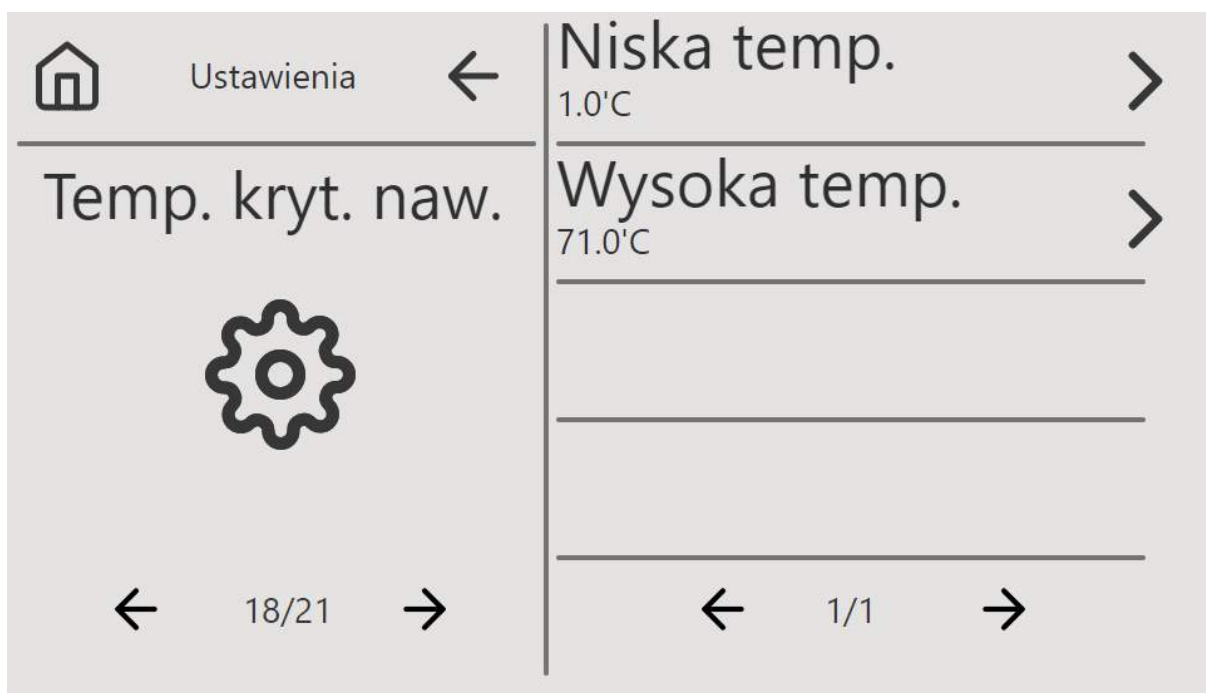 Ustawienia
Temp. kryt. naw.
18/21
Niska temp.
1.0'C
Wysoka temp.
71.0'C
1/1